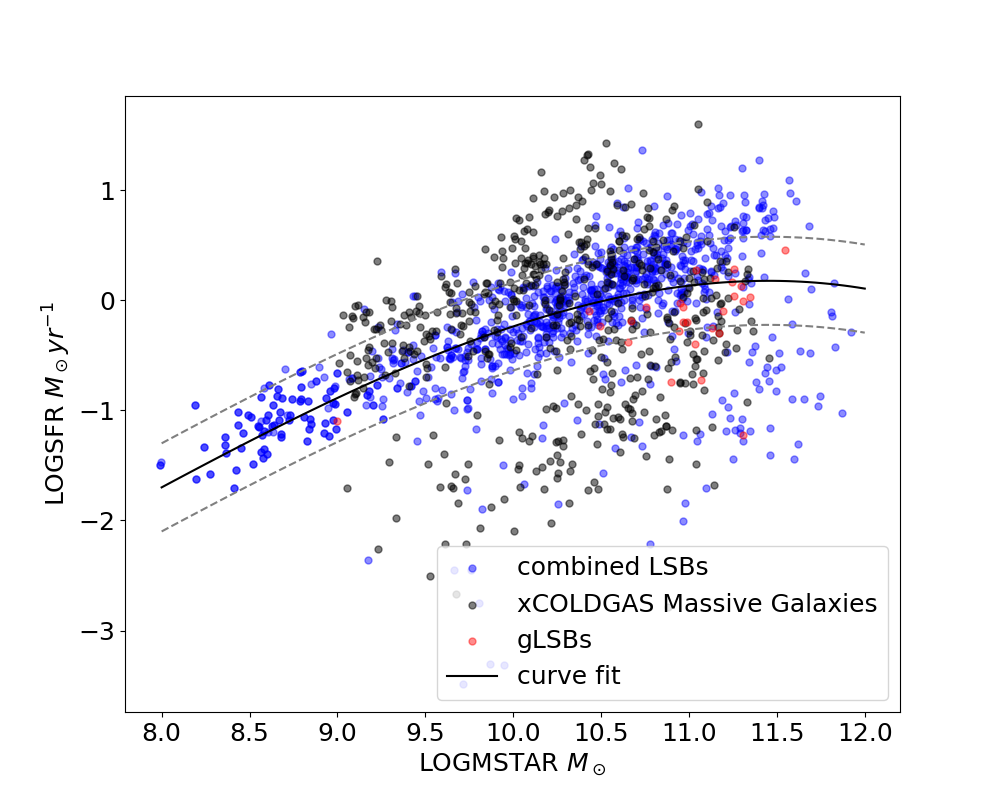 LOGSFR M⊙yr⁻¹
1
0
−1
−2
−3
combined LSBs
xCOLDGAS Massive Galaxies
gLSBs
curve fit
8.0 8.5 9.0 9.5 10.0 10.5 11.0 11.5 12.0
LOGMSTAR M⊙